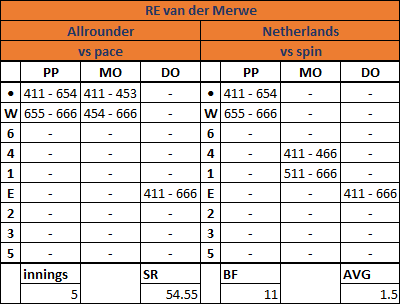 RE van der Merwe
Allrounder Netherlands
vs pace vs spin
PP MO DO PP MO DO
● 411 - 654 411 - 453 - ● 411 - 654 - -
W 655 - 666 454 - 666 - W 655 - 666 - -
6 - - - 6 - - -
4 - - - 4 - 411 - 466 -
1 - - - 1 - 511 - 666 -
E - - 411 - 666 E - - 411 - 666
2 - - - 2 - - -
3 - - - 3 - - -
5 - - - 5 - - -
innings SR BF AVG
5 54.55 11 1.5